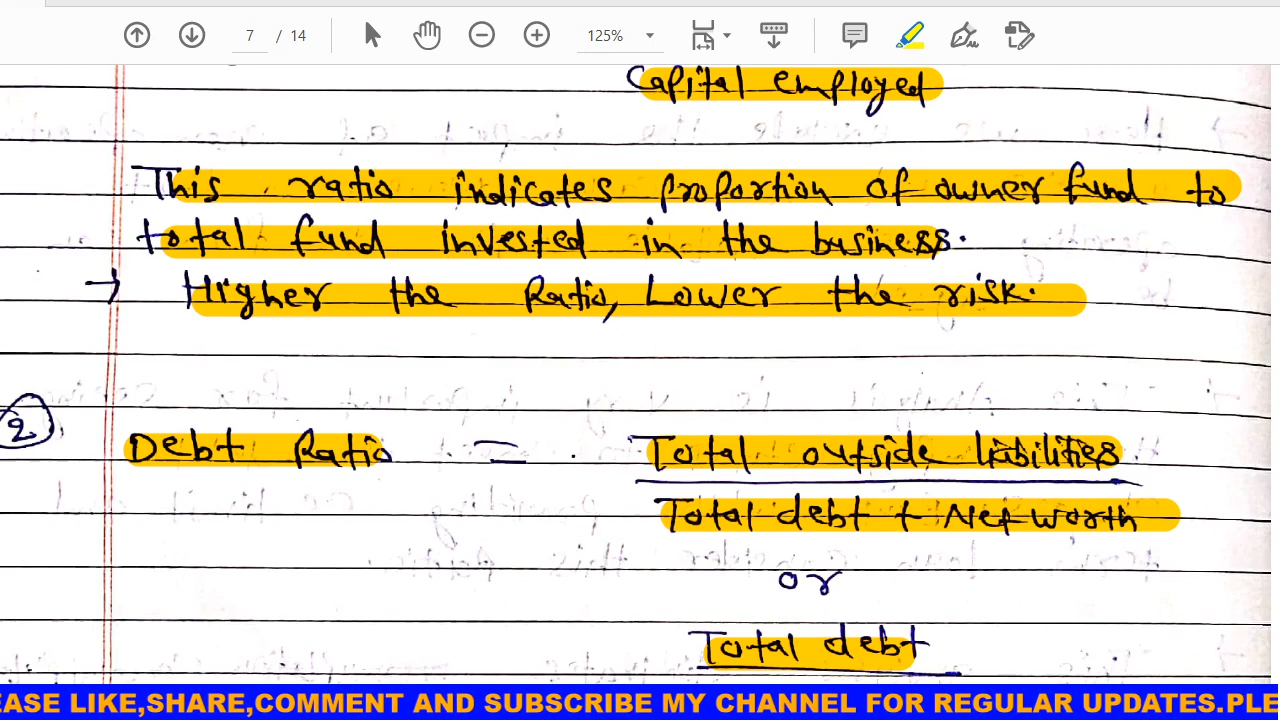 7 / 14
125%
Capital employed
This ratio indicates proportion of owner fund to
total fund invested in the business.
→ Higher the Ratio, Lower the risk.
2
Debt Ratio = Total outside liabilities
Total debt + Net worth
or
Total debt
EASE LIKE,SHARE,COMMENT AND SUBSCRIBE MY CHANNEL FOR REGULAR UPDATES.PLE